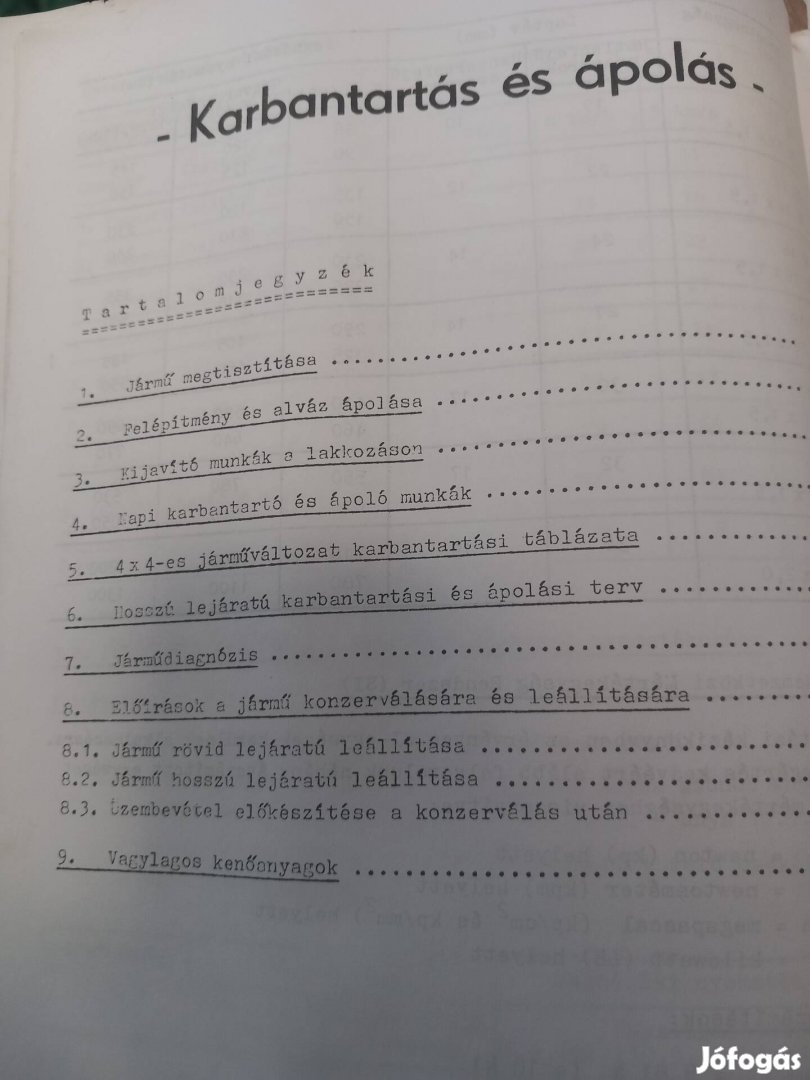 - Karbantartás és ápolás -
Tartalomjegyzék
=========================
1. Jármű megtisztítása ........................................
2. Felépítmény és alváz ápolása ................................
3. Kijavító munkák a lakkozáson ................................
4. Napi karbantartó és ápoló munkák ............................
5. 4x4-es járműváltozat karbantartási táblázata ..............
6. Hosszú lejáratú karbantartási és ápolási terv .............
7. Járműdiagnózis .............................................
8. Előírások a jármű konzerválására és leállítására .........
8.1. Jármű rövid lejáratú leállítása ...........................
8.2. Jármű hosszú lejáratú leállítása ..........................
8.3. Üzembevétel előkészítése a konzerválás után .............
9. Vagylagos kenőanyagok .....................................
Jófogás